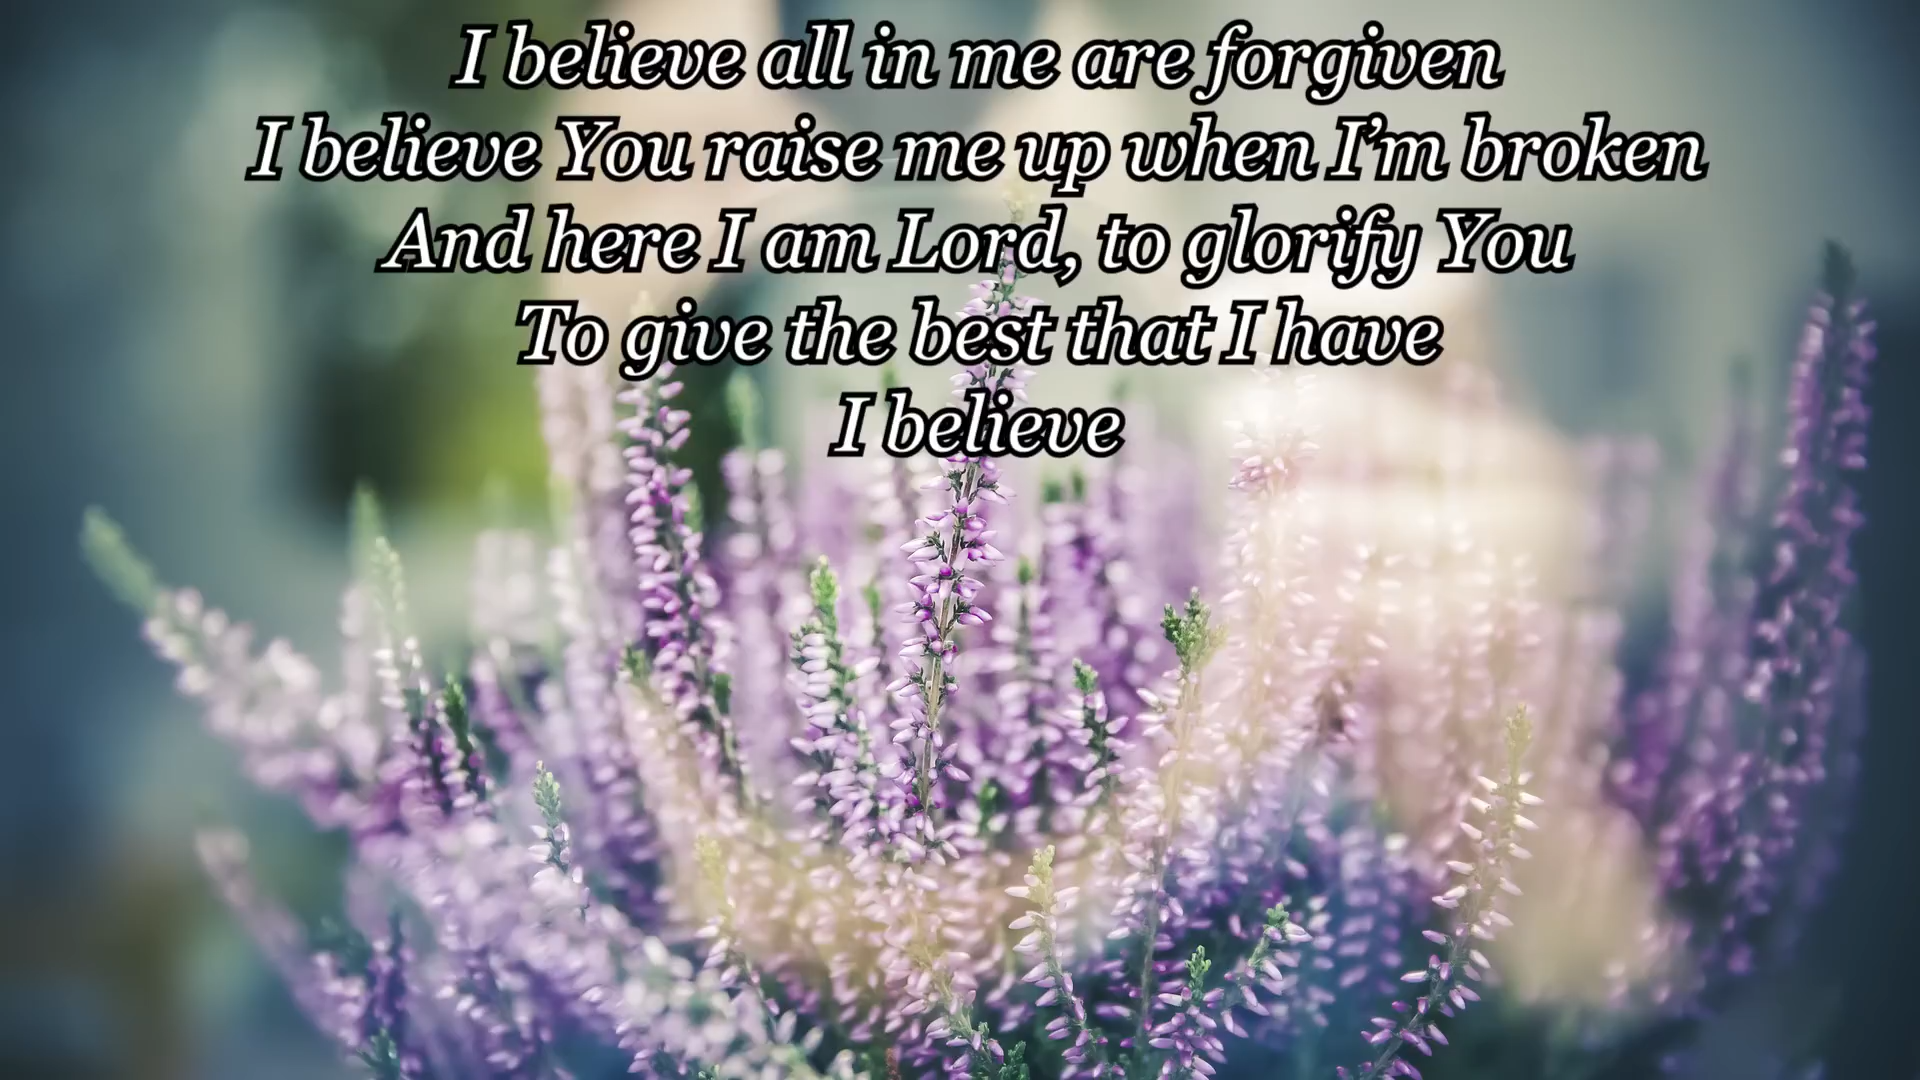 I believe all in me are forgiven
I believe You raise me up when I’m broken
And here I am Lord, to glorify You
To give the best that I have
I believe